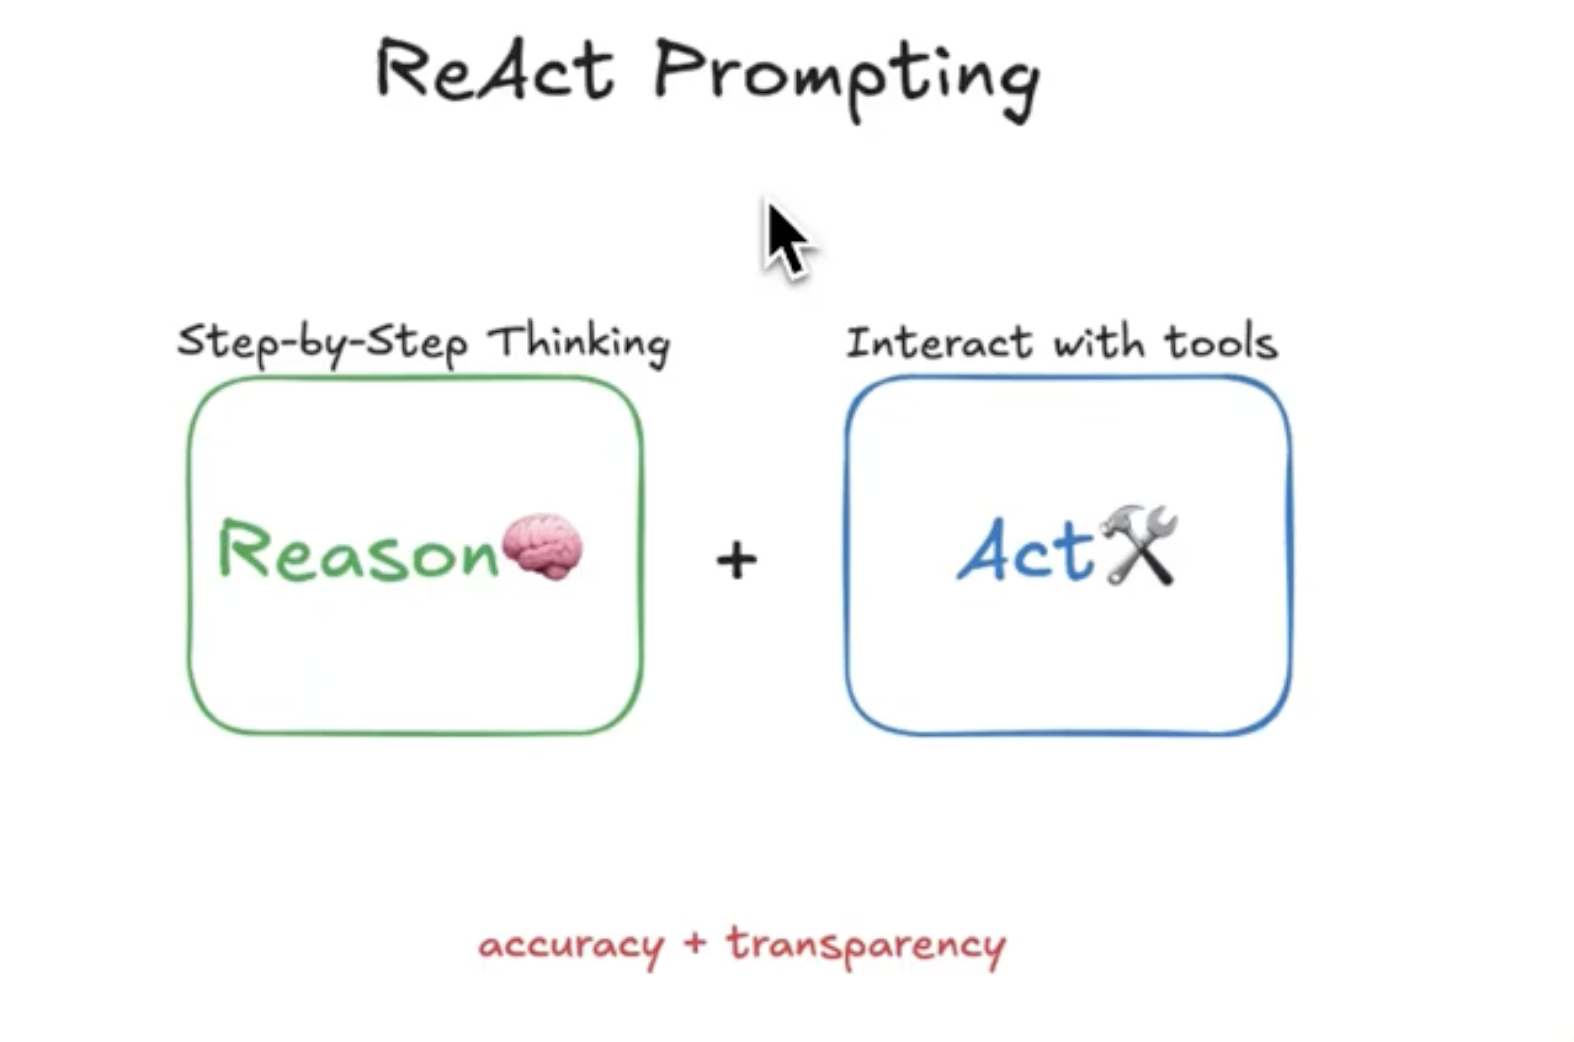 ReAct Prompting
Step-by-Step Thinking
Interact with tools
Reason🧠
+
Act🛠
accuracy + transparency